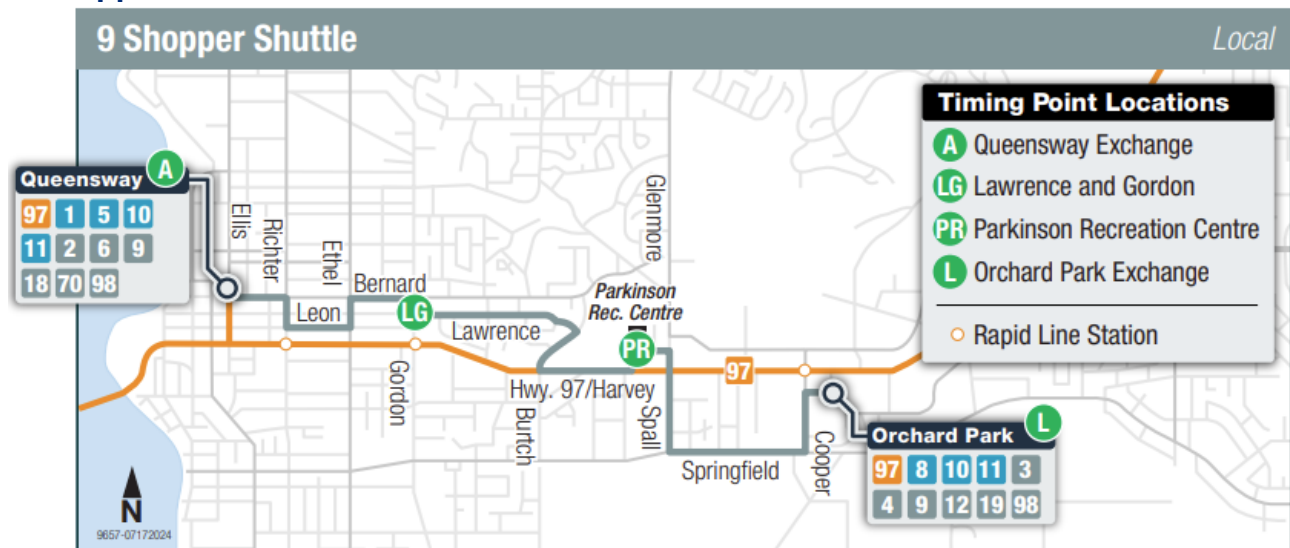 9 Shopper Shuttle
Local
Timing Point Locations
A Queensway Exchange
LG Lawrence and Gordon
PR Parkinson Recreation Centre
L Orchard Park Exchange
Rapid Line Station
Queensway A
97 1 5 10
11 2 6 9
18 70 98
Ellis
Richter
Ethel
Bernard
Leon
LG
Lawrence
Gordon
Glenmore
Parkinson
Rec. Centre
PR
97
Hwy. 97/Harvey
Burtch
Spall
Springfield
Cooper
Orchard Park L
97 8 10 11 3
4 9 12 19 98
N
9657-07172024